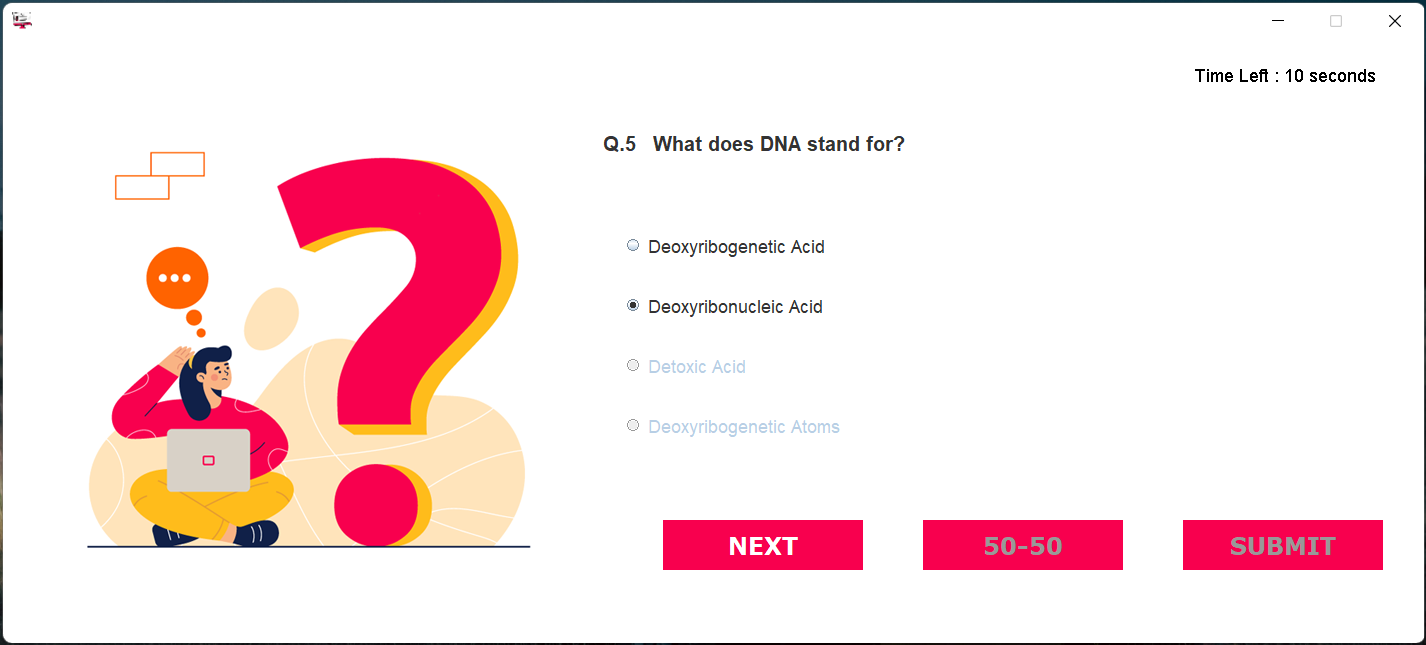 Time Left : 10 seconds
Q.5 What does DNA stand for?
Deoxyribogenetic Acid
Deoxyribonucleic Acid
Detoxic Acid
Deoxyribogenetic Atoms
NEXT 50-50 SUBMIT